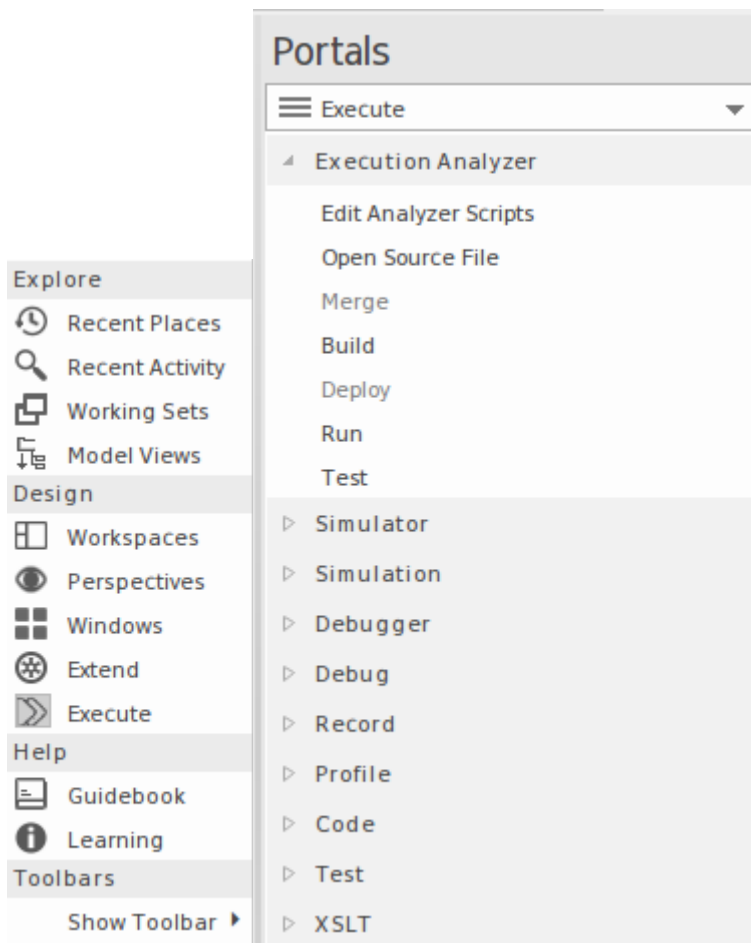 Portals
Execute
Execution Analyzer
Edit Analyzer Scripts
Open Source File
Merge
Build
Deploy
Run
Test
Simulator
Simulation
Debugger
Debug
Record
Profile
Code
Test
XSLT
Explore
Recent Places
Recent Activity
Working Sets
Model Views
Design
Workspaces
Perspectives
Windows
Extend
Execute
Help
Guidebook
Learning
Toolbars
Show Toolbar